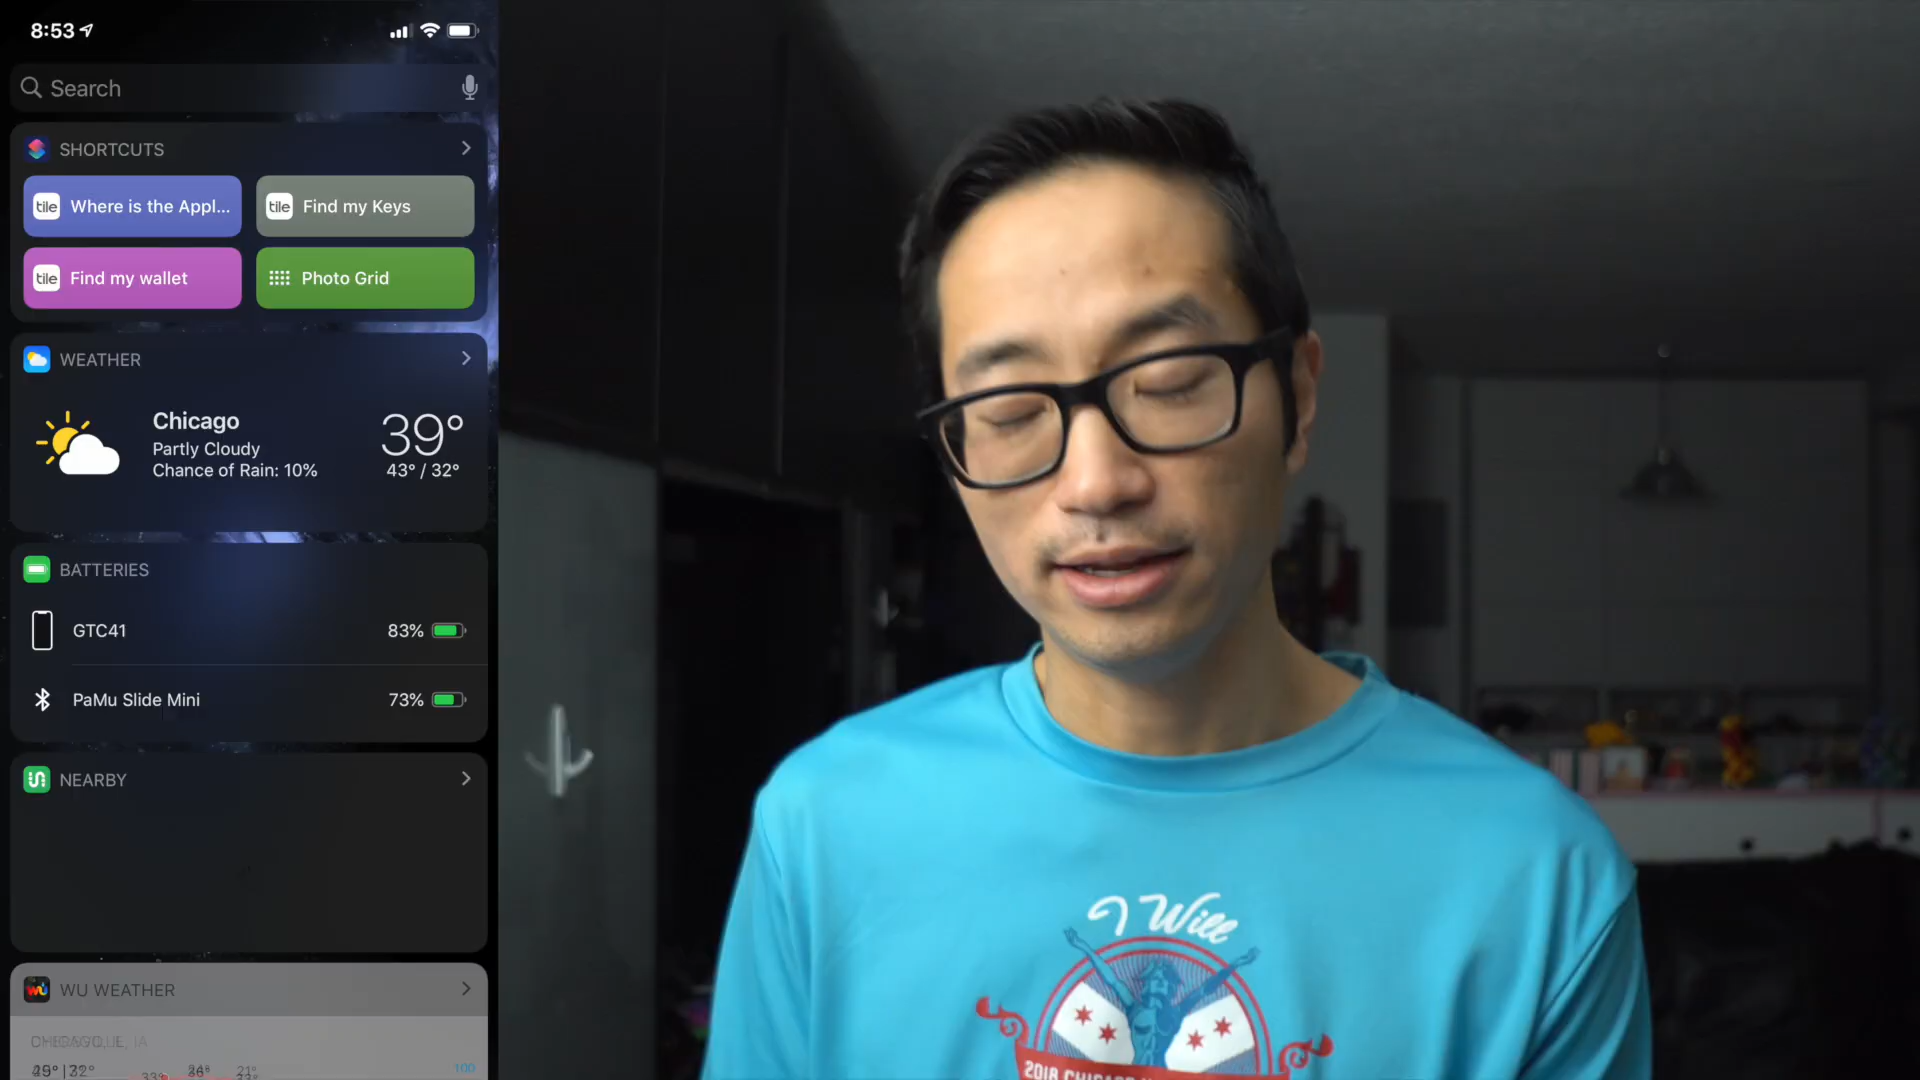 8:53
Search
SHORTCUTS
tile Where is the Appl...
tile Find my Keys
tile Find my wallet
Photo Grid
WEATHER
Chicago
39°
Partly Cloudy
Chance of Rain: 10%
43° / 32°
BATTERIES
GTC41 83%
PaMu Slide Mini 73%
NEARBY
WU WEATHER
100
I Will
2018 CHICAGO